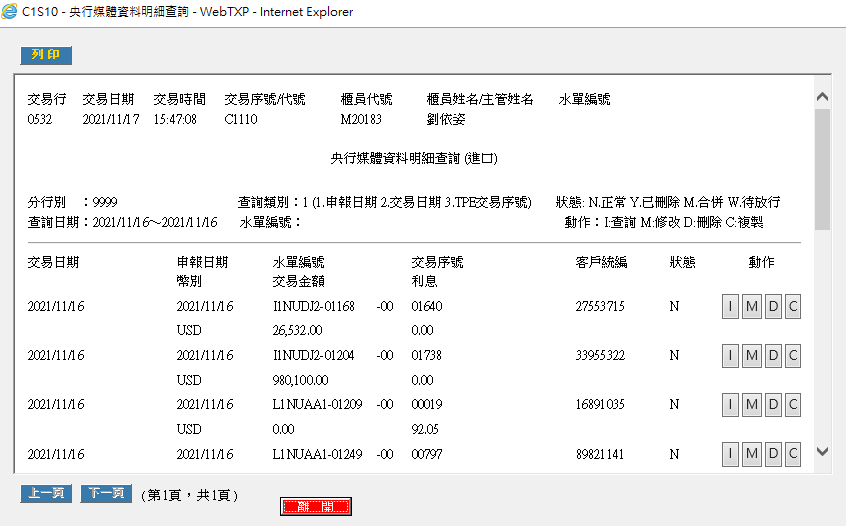 C1S10 - 央行媒體資料明細查詢 - WebTXP - Internet Explorer
列印
交易行 交易日期 交易時間 交易序號/代號 櫃員代號 櫃員姓名/主管姓名 水單編號
0532 2021/11/17 15:47:08 C1110 M20183 劉依姿
央行媒體資料明細查詢 (進口)
分行別 :9999 查詢類別:1 (1.申報日期 2.交易日期 3.TPE交易序號) 狀態: N.正常 Y.已刪除 M.合併 W.待放行
查詢日期:2021/11/16~2021/11/16 水單編號: 動作:I:查詢 M:修改 D:刪除 C:複製
交易日期 申報日期 水單編號 交易序號 客戶統編 狀態 動作
幣別 交易金額 利息
2021/11/16 2021/11/16 I1NUDJ2-01168 -00 01640 27553715 N I M D C
USD 26,532.00 0.00
2021/11/16 2021/11/16 I1NUDJ2-01204 -00 01738 33955322 N I M D C
USD 980,100.00 0.00
2021/11/16 2021/11/16 L1NUAA1-01209 -00 00019 16891035 N I M D C
USD 0.00 92.05
2021/11/16 2021/11/16 L1NUAA1-01249 -00 00797 89821141 N I M D C
上一頁 下一頁 (第1頁,共1頁)
離 開